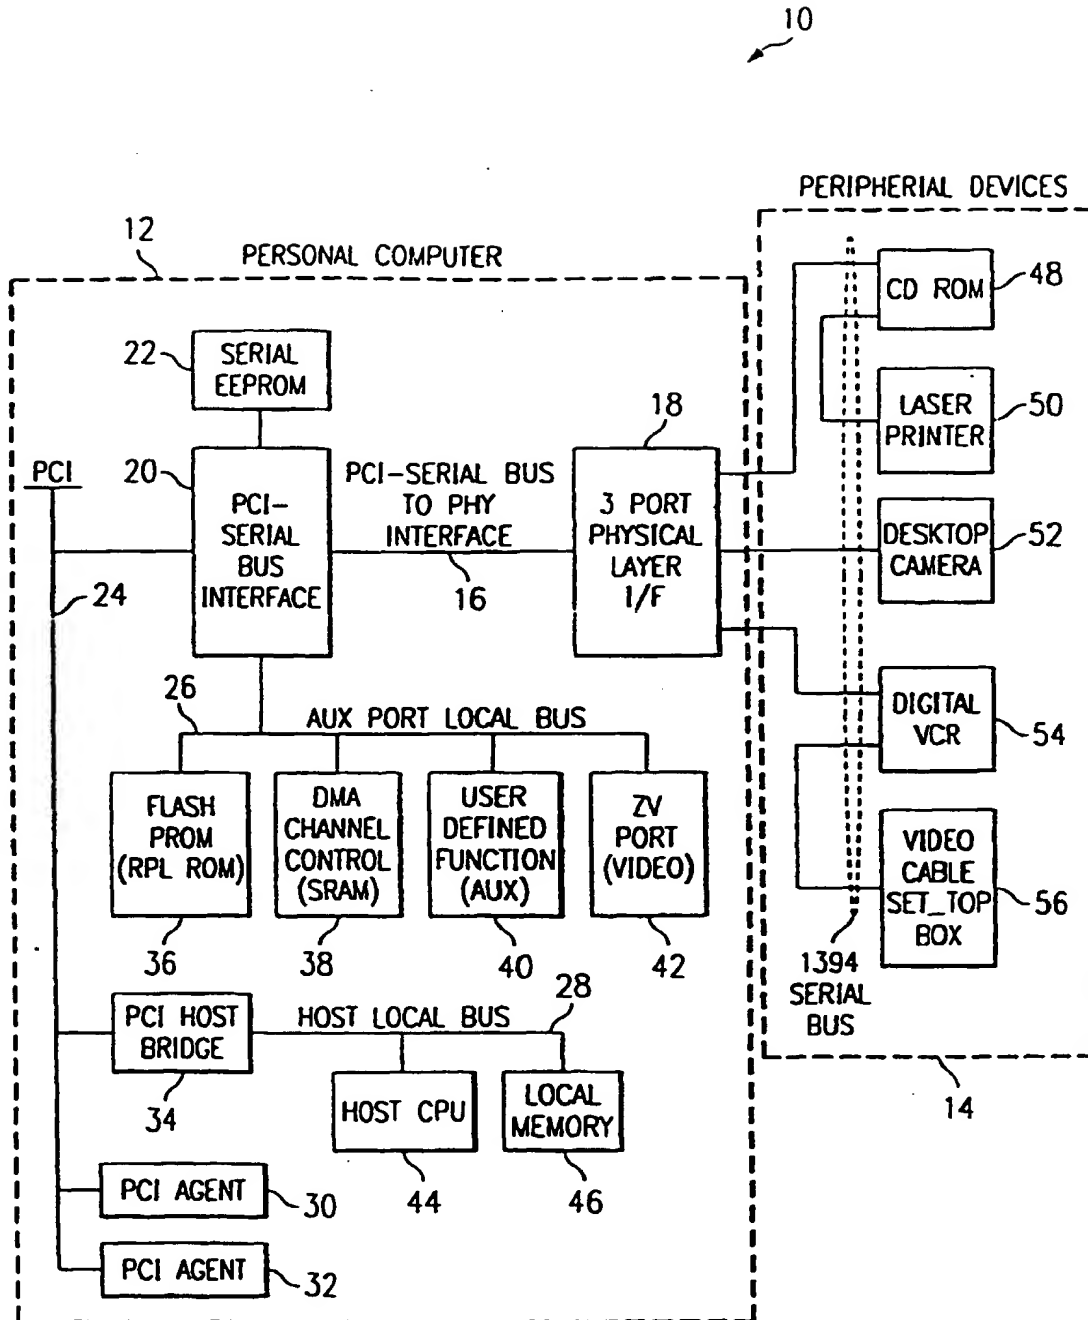 10
PERIPHERIAL DEVICES
12
PERSONAL COMPUTER
CD ROM
48
22
SERIAL
EEPROM
LASER
PRINTER
50
18
PCI
20
PCI-
SERIAL
BUS
INTERFACE
PCI-SERIAL BUS
TO PHY
INTERFACE
16
3 PORT
PHYSICAL
LAYER
I/F
DESKTOP
CAMERA
52
24
26
AUX PORT LOCAL BUS
DIGITAL
VCR
54
FLASH
PROM
(RPL ROM)
36
DMA
CHANNEL
CONTROL
(SRAM)
38
USER
DEFINED
FUNCTION
(AUX)
40
ZV
PORT
(VIDEO)
42
VIDEO
CABLE
SET_TOP
BOX
56
1394
SERIAL
BUS
14
PCI HOST
BRIDGE
34
HOST LOCAL BUS
28
HOST CPU
44
LOCAL
MEMORY
46
PCI AGENT
30
PCI AGENT
32